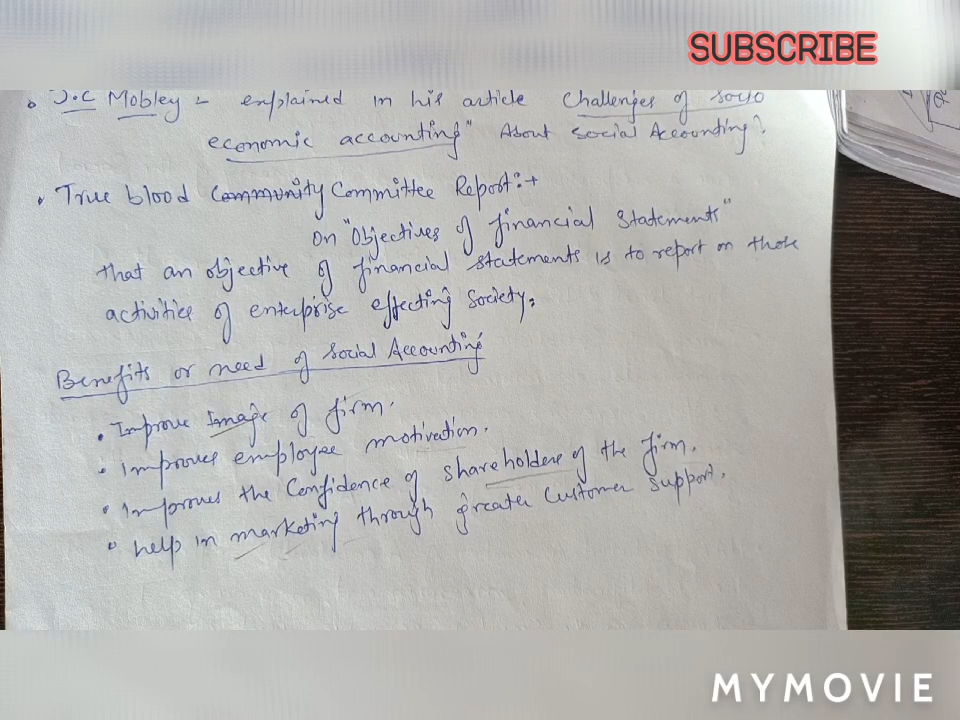 SUBSCRIBE
• J.C Mobley - explained in his article Challenges of socio
economic accounting" About social Accounting?
• True blood Community Committee Report:+
On "Objectives of financial Statements"
that an objective of financial statements is to report on those
activities of enterprise effecting society.
Benefits or need of Social Accounting
• Improve Image of firm.
• Improves employee motivation.
• Improves the Confidence of shareholders of the firm.
• help in marketing through greater customer support.
MYMOVIE